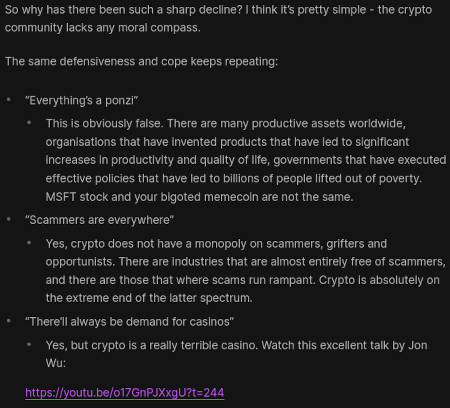 So why has there been such a sharp decline? I think it's pretty simple - the crypto
community lacks any moral compass.
The same defensiveness and cope keeps repeating:
• "Everything's a ponzi"
• This is obviously false. There are many productive assets worldwide,
organisations that have invented products that have led to significant
increases in productivity and quality of life, governments that have executed
effective policies that have led to billions of people lifted out of poverty.
MSFT stock and your bigoted memecoin are not the same.
• "Scammers are everywhere"
• Yes, crypto does not have a monopoly on scammers, grifters and
opportunists. There are industries that are almost entirely free of scammers,
and there are those that where scams run rampant. Crypto is absolutely on
the extreme end of the latter spectrum.
• "There'll always be demand for casinos"
• Yes, but crypto is a really terrible casino. Watch this excellent talk by Jon
Wu:
https://youtu.be/o17GnPJXxgU?t=244